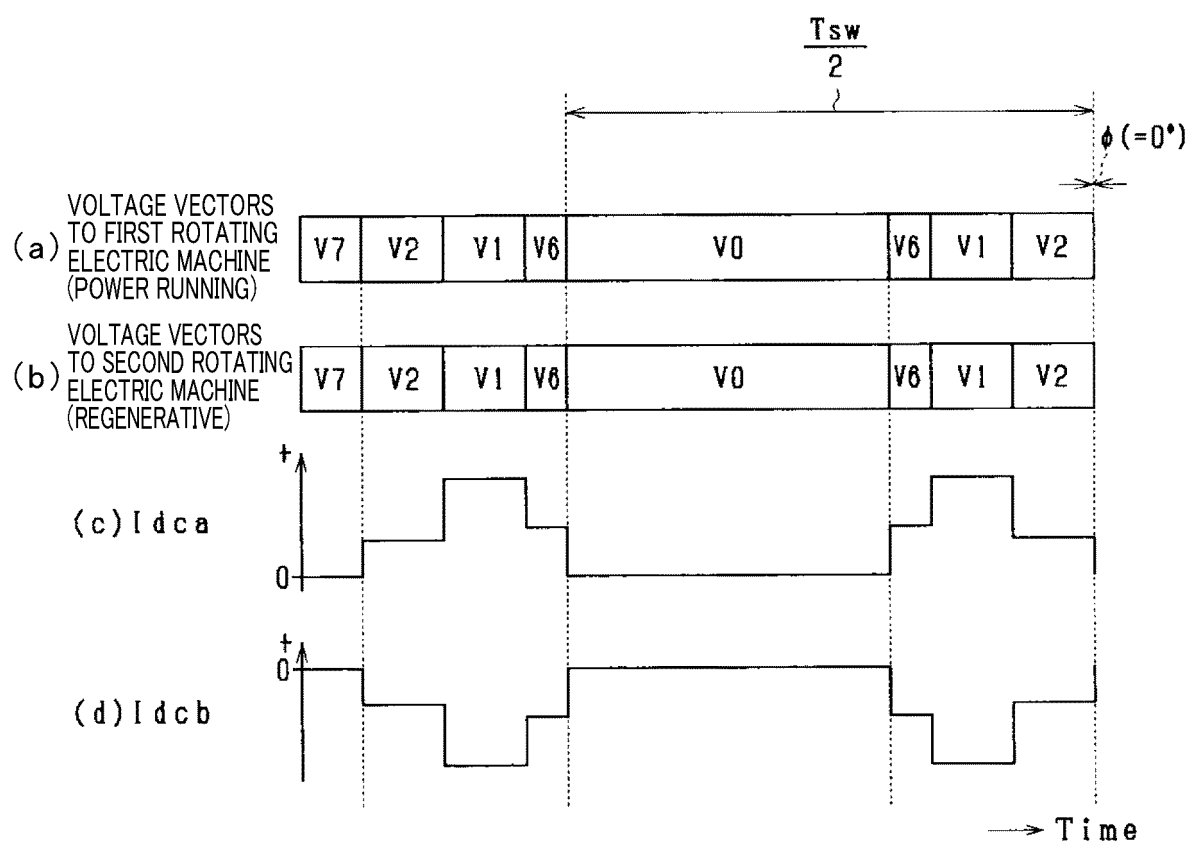 Tsw
2
ϕ(=0°)
(a) VOLTAGE VECTORS
TO FIRST ROTATING
ELECTRIC MACHINE
(POWER RUNNING)
V7 V2 V1 V6 V0 V6 V1 V2
(b) VOLTAGE VECTORS
TO SECOND ROTATING
ELECTRIC MACHINE
(REGENERATIVE)
V7 V2 V1 V6 V0 V6 V1 V2
+
(c) Idca
0
+
0
(d) Idcb
→ Time